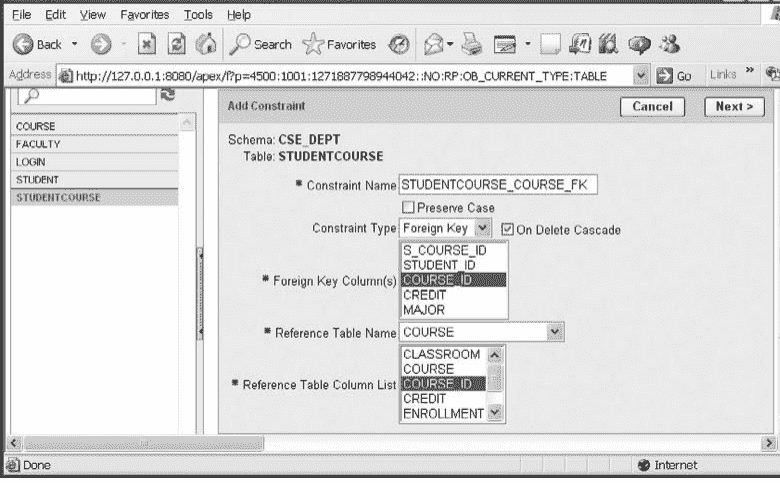 File Edit View Favorites Tools Help
Back Search Favorites
Address http://127.0.0.1:8080/apex/f?p=4500:1001:1271887798944042::NO:RP:OB_CURRENT_TYPE:TABLE Go Links »
Add Constraint Cancel Next >
COURSE
FACULTY
LOGIN
STUDENT
STUDENTCOURSE
Schema: CSE_DEPT
Table: STUDENTCOURSE
* Constraint Name STUDENTCOURSE_COURSE_FK
Preserve Case
Constraint Type Foreign Key On Delete Cascade
* Foreign Key Column(s)
S_COURSE_ID
STUDENT_ID
COURSE_ID
CREDIT
MAJOR
* Reference Table Name COURSE
* Reference Table Column List
CLASSROOM
COURSE
COURSE_ID
CREDIT
ENROLLMENT
Done Internet